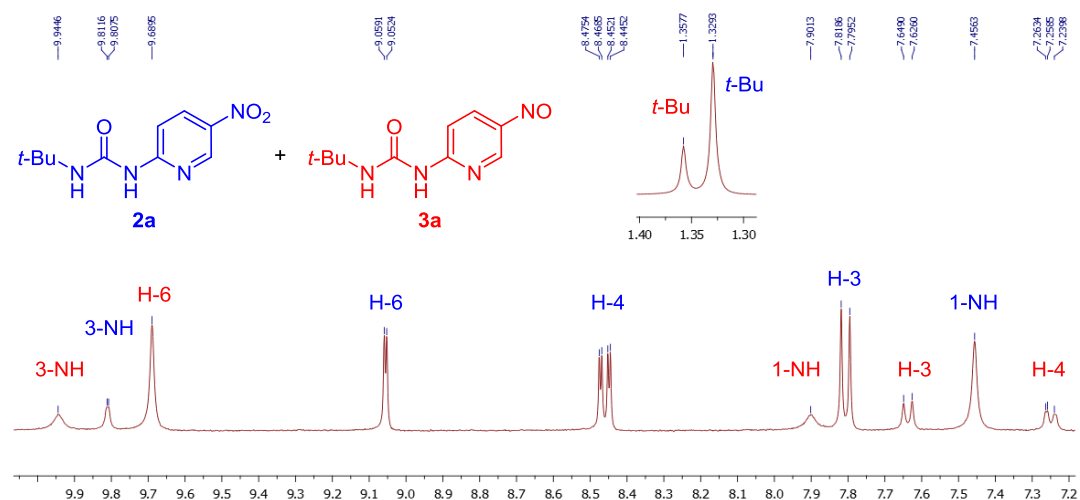 9.9446
9.8116
9.8075
9.6895
9.0591
9.0524
8.4754
8.4685
8.4521
8.4452
1.3577
1.3293
7.9013
7.8186
7.7952
7.6490
7.6260
7.4563
7.2634
7.2585
7.2398
t-Bu
t-Bu
O
NO2
t-Bu
N
H
N
H
N
2a
+
O
NO
t-Bu
N
H
N
H
N
3a
1.40 1.35 1.30
3-NH
3-NH
H-6
H-6
H-4
1-NH
H-3
H-3
1-NH
H-4
9.9 9.8 9.7 9.6 9.5 9.4 9.3 9.2 9.1 9.0 8.9 8.8 8.7 8.6 8.5 8.4 8.3 8.2 8.1 8.0 7.9 7.8 7.7 7.6 7.5 7.4 7.3 7.2